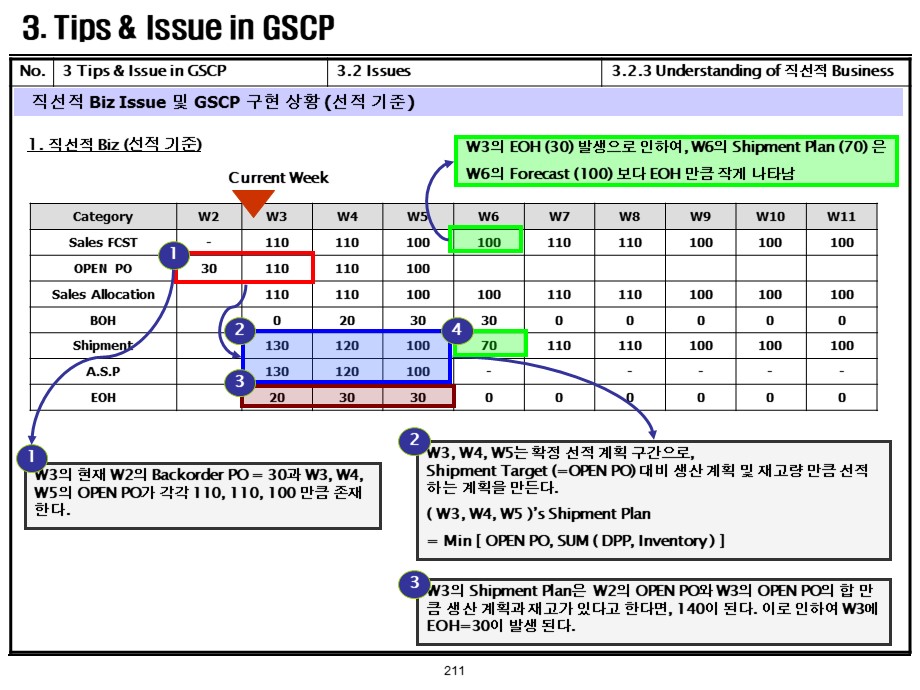 3. Tips & Issue in GSCP
No. 3 Tips & Issue in GSCP 3.2 Issues 3.2.3 Understanding of 직선적 Business
직선적 Biz Issue 및 GSCP 구현 상황 (선적 기준)
1. 직선적 Biz (선적 기준)
W3의 EOH (30) 발생으로 인하여, W6의 Shipment Plan (70) 은
W6의 Forecast (100) 보다 EOH 만큼 작게 나타남
Current Week
Category W2 W3 W4 W5 W6 W7 W8 W9 W10 W11
Sales FCST - 110 110 100 100 110 110 100 100 100
1
OPEN PO 30 110 110 100
Sales Allocation 110 110 100 100 110 110 100 100 100
BOH 0 20 30 30 0 0 0 0 0
2 4
Shipment 130 120 100 70 110 110 100 100 100
A.S.P 130 120 100 - - - - -
3
EOH 20 30 30 0 0 0 0 0 0
1
W3의 현재 W2의 Backorder PO = 30과 W3, W4,
W5의 OPEN PO가 각각 110, 110, 100 만큼 존재
한다.
2
W3, W4, W5는 확정 선적 계획 구간으로,
Shipment Target (=OPEN PO) 대비 생산 계획 및 재고량 만큼 선적
하는 계획을 만든다.
( W3, W4, W5 )'s Shipment Plan
= Min [ OPEN PO, SUM ( DPP, Inventory ) ]
3
W3의 Shipment Plan은 W2의 OPEN PO와 W3의 OPEN PO의 합 만
큼 생산 계획과 재고가 있다고 한다면, 140이 된다. 이로 인하여 W3에
EOH=30이 발생 된다.
211